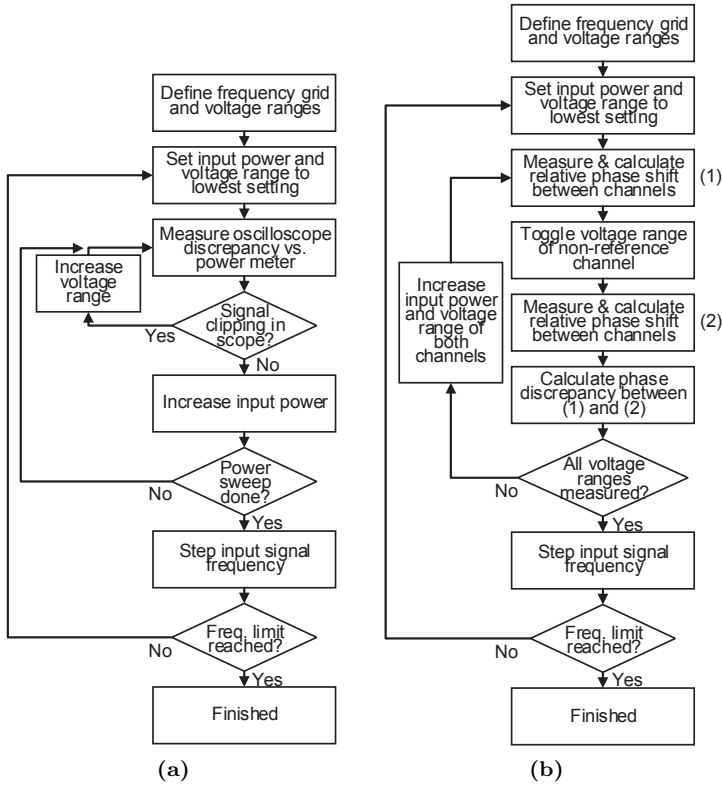 Define frequency grid
and voltage ranges
Set input power and
voltage range to
lowest setting
Measure oscilloscope
discrepancy vs.
power meter
Increase
voltage
range
Signal
clipping in
scope?
Yes
No
Increase input power
Power
sweep
done?
No
Yes
Step input signal
frequency
Freq. limit
reached?
No
Yes
Finished
(a)
Define frequency grid
and voltage ranges
Set input power and
voltage range to
lowest setting
Measure & calculate
relative phase shift
between channels
(1)
Toggle voltage range
of non-reference
channel
Increase
input power
and voltage
range of
both
channels
Measure & calculate
relative phase shift
between channels
(2)
Calculate phase
discrepancy between
(1) and (2)
All voltage
ranges
measured?
No
Yes
Step input signal
frequency
Freq. limit
reached?
No
Yes
Finished
(b)